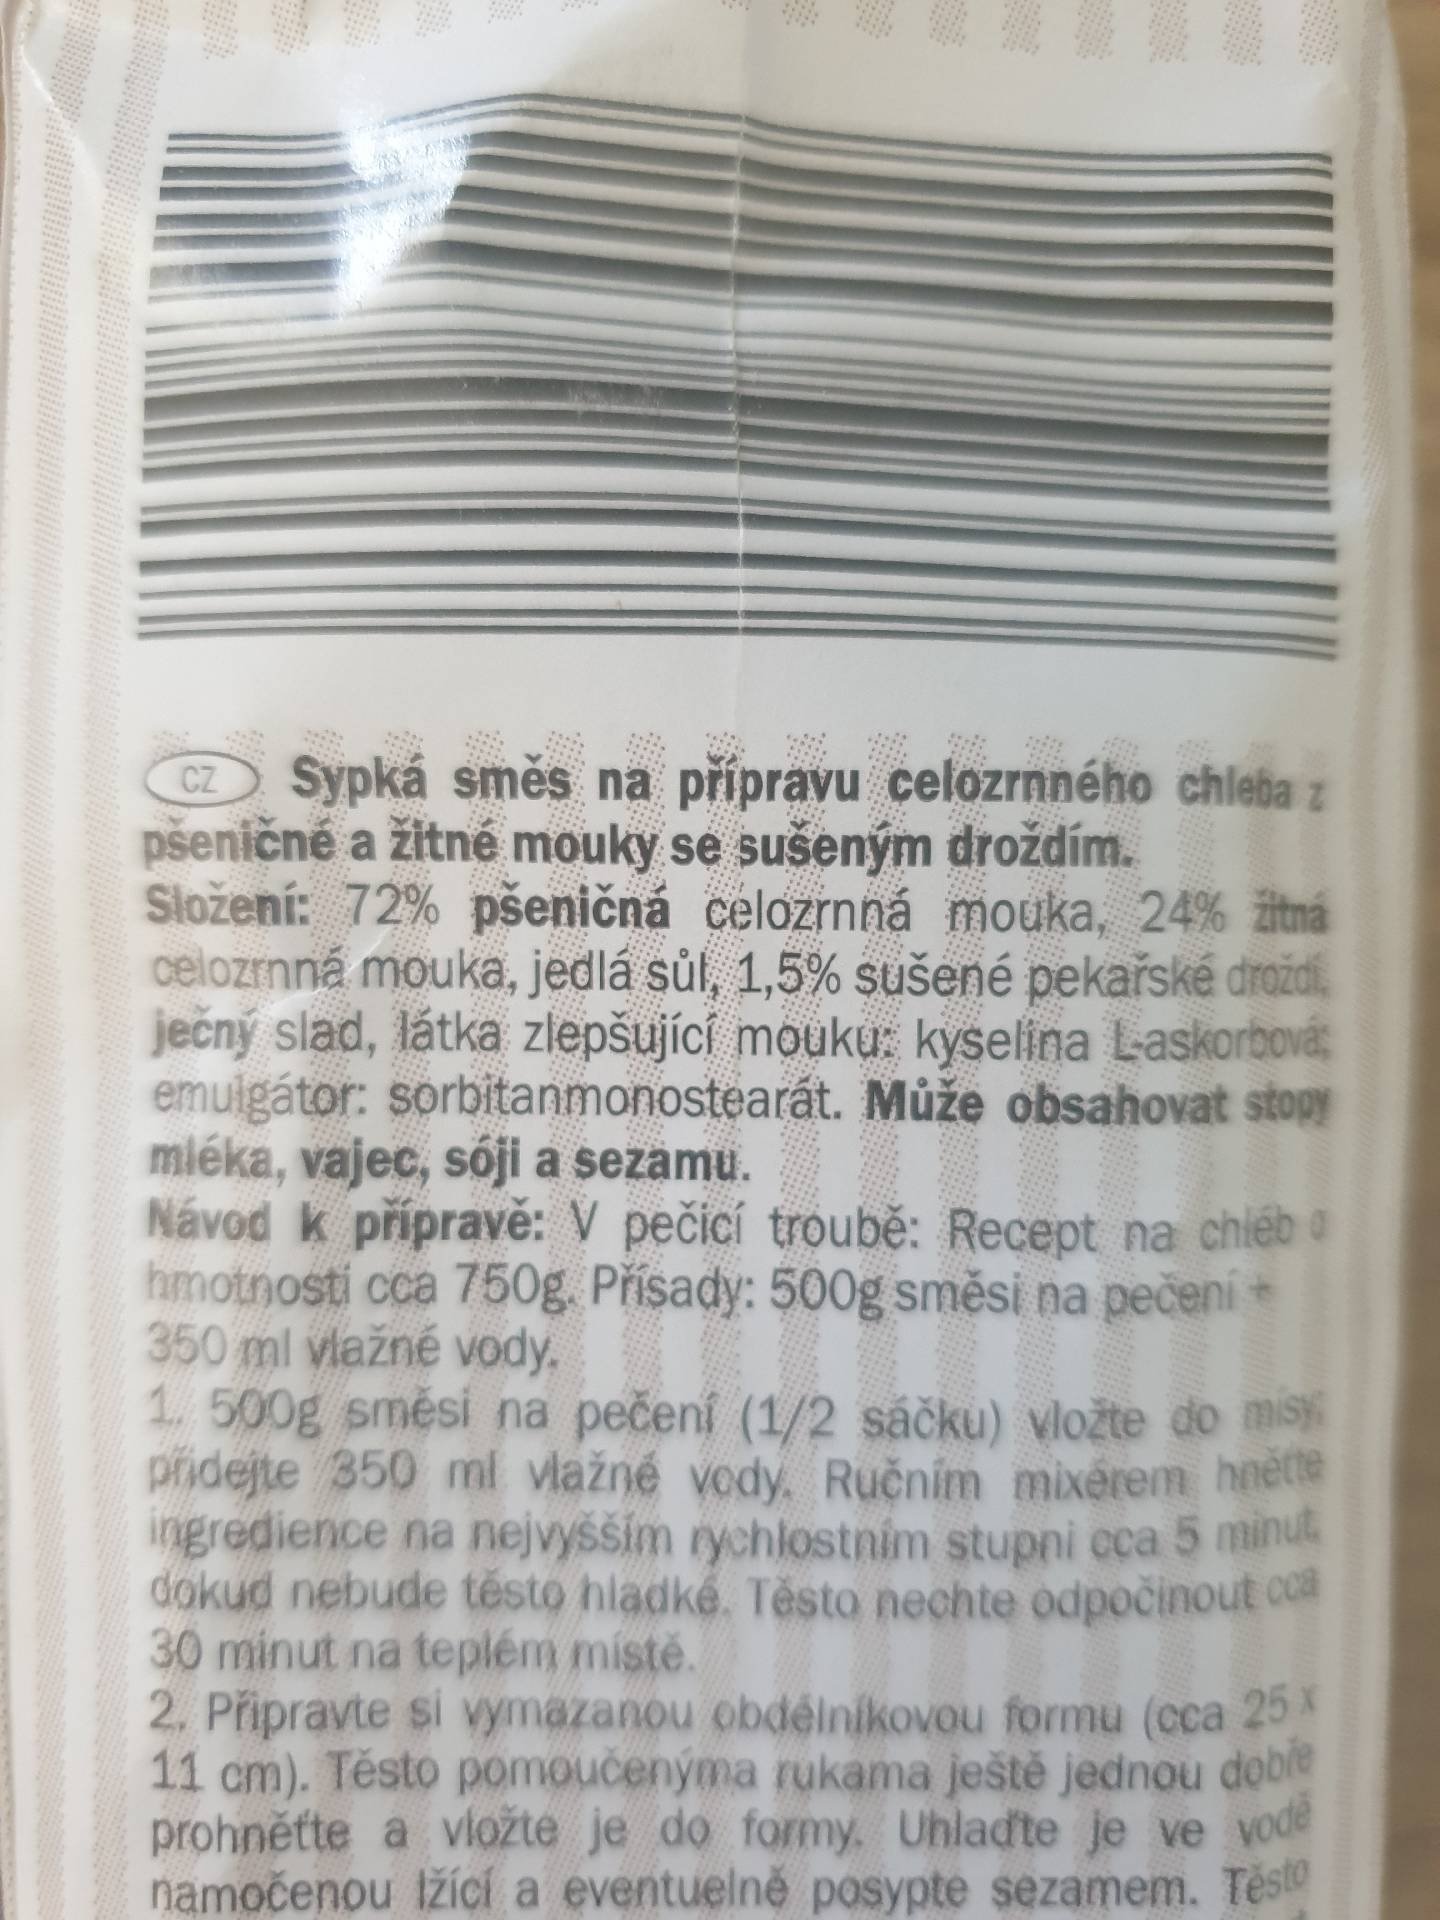 CZ Sypká směs na přípravu celozrnného chleba z
pšeničné a žitné mouky se sušeným droždím.
Složení: 72% pšeničná celozrnná mouka, 24% žitná
celozrnná mouka, jedlá sůl, 1,5% sušené pekařské droždí,
ječný slad, látka zlepšující mouku: kyselina L-askorbová;
emulgátor: sorbitanmonostearát. Může obsahovat stopy
mléka, vajec, sóji a sezamu.
Návod k přípravě: V pečicí troubě: Recept na chléb o
hmotnosti cca 750g. Přísady: 500g směsi na pečení +
350 ml vlažné vody.
1. 500g směsi na pečení (1/2 sáčku) vložte do mísy,
přidejte 350 ml vlažné vody. Ručním mixérem hněťte
ingredience na nejvyšším rychlostním stupni cca 5 minut,
dokud nebude těsto hladké. Těsto nechte odpočinout cca
30 minut na teplém místě.
2. Připravte si vymazanou obdélníkovou formu (cca 25 x
11 cm). Těsto pomoučenýma rukama ještě jednou dobře
prohněťte a vložte je do formy. Uhlaďte je ve vodě
namočenou lžící a eventuelně posypte sezamem. Těsto